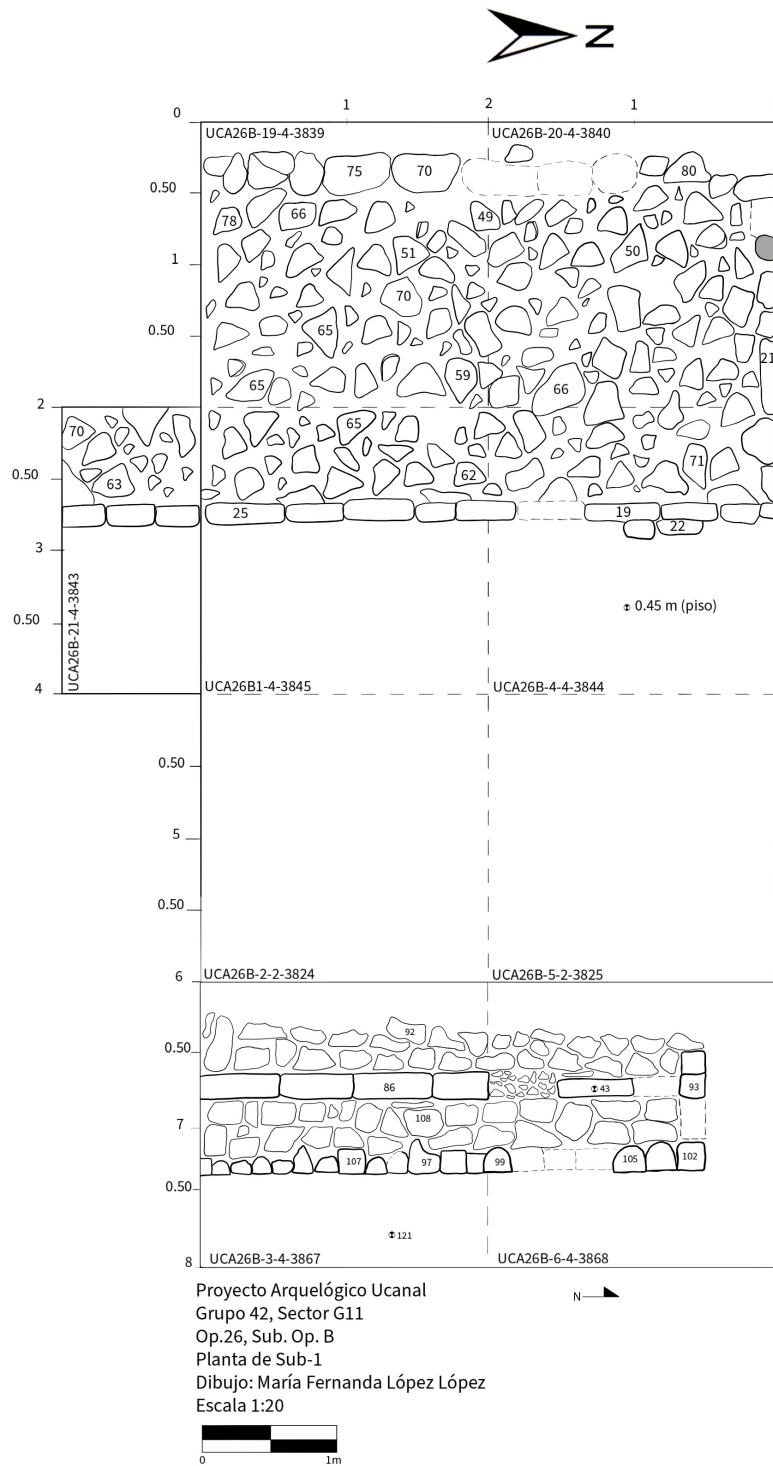 N
0 1 2 1
UCA26B-19-4-3839 UCA26B-20-4-3840
75 70 80
0.50
78 66 49
51 50
1
70
0.50 65
21
59
65 66
2
65
70
71
62
0.50 63
25 19
22
3
0.45 m (piso)
0.50
UCA26B-21-4-3843
4 UCA26B1-4-3845 UCA26B-4-4-3844
0.50
5
0.50
6 UCA26B-2-2-3824 UCA26B-5-2-3825
92
0.50
86 43 93
108
7
107 97 99 105 102
0.50
121
8 UCA26B-3-4-3867 UCA26B-6-4-3868
Proyecto Arquelógico Ucanal
N
Grupo 42, Sector G11
Op.26, Sub. Op. B
Planta de Sub-1
Dibujo: María Fernanda López López
Escala 1:20
0 1m